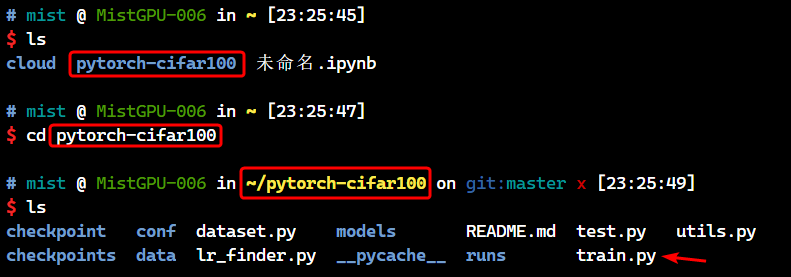 # mist @ MistGPU-006 in ~ [23:25:45]
$ ls
cloud pytorch-cifar100 未命名.ipynb
# mist @ MistGPU-006 in ~ [23:25:47]
$ cd pytorch-cifar100
# mist @ MistGPU-006 in ~/pytorch-cifar100 on git:master x [23:25:49]
$ ls
checkpoint conf dataset.py models README.md test.py utils.py
checkpoints data lr_finder.py __pycache__ runs train.py